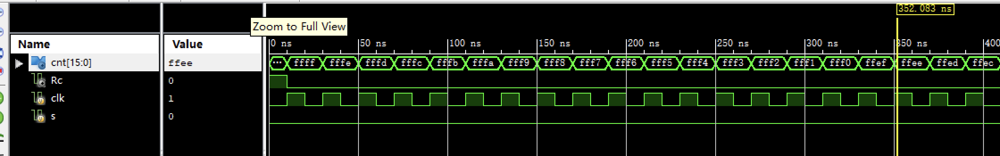 352.083 ns
Zoom to Full View
Name Value 0 ns 50 ns 100 ns 150 ns 200 ns 250 ns 300 ns 350 ns 400
cnt[15:0] ffee ... ffff fffe fffd fffc fffb fffa fff9 fff8 fff7 fff6 fff5 fff4 fff3 fff2 fff1 fff0 ffef ffee ffed ffec
Rc 0
clk 1
s 0